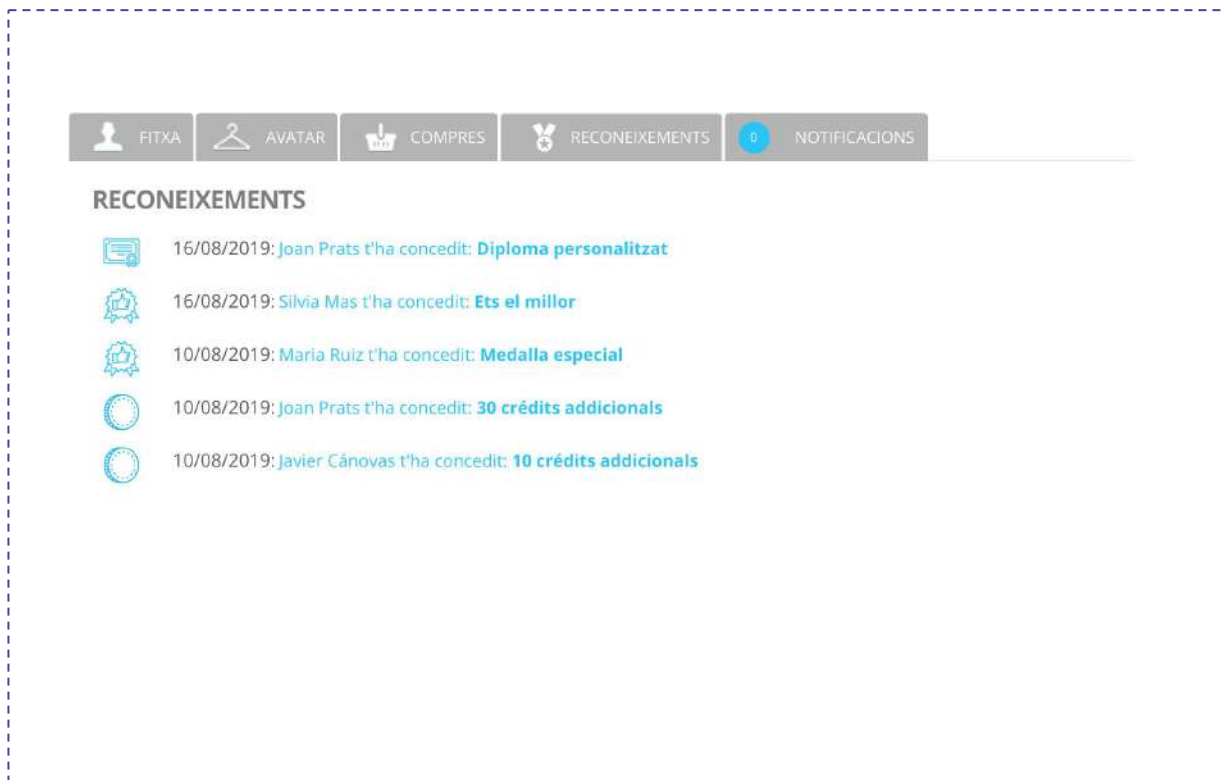 FITXA AVATAR COMPRES RECONEIXEMENTS 0 NOTIFICACIONS
RECONEIXEMENTS
16/08/2019: Joan Prats t'ha concedit: Diploma personalitzat
16/08/2019: Silvia Mas t'ha concedit: Ets el millor
10/08/2019: Maria Ruiz t'ha concedit: Medalla especial
10/08/2019: Joan Prats t'ha concedit: 30 crédits addicionals
10/08/2019: Javier Cánovas t'ha concedit: 10 crédits addicionals